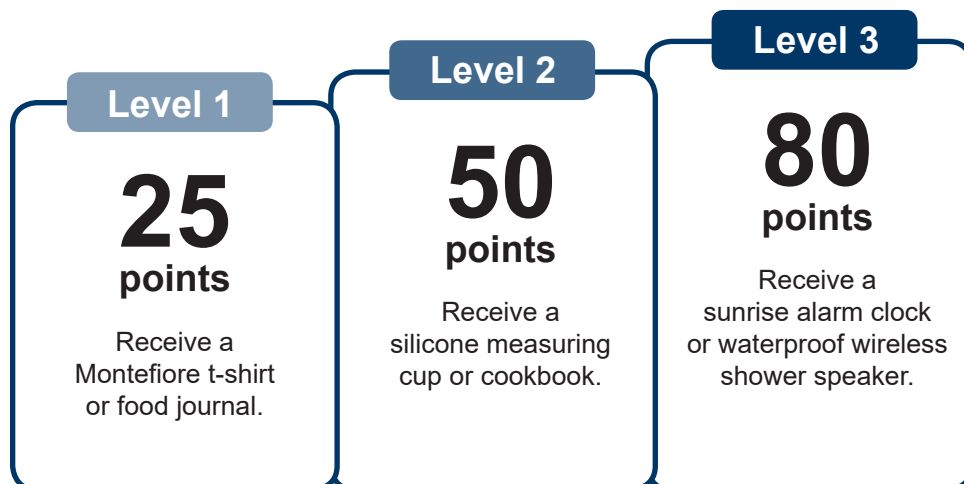 Level 1
25
points
Receive a
Montefiore t-shirt
or food journal.
Level 2
50
points
Receive a
silicone measuring
cup or cookbook.
Level 3
80
points
Receive a
sunrise alarm clock
or waterproof wireless
shower speaker.